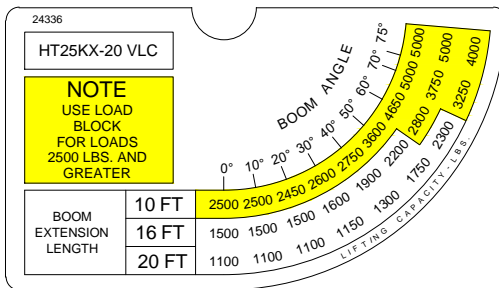 24336
HT25KX-20 VLC
NOTE
USE LOAD
BLOCK
FOR LOADS
2500 LBS. AND
GREATER
BOOM ANGLE
0° 10° 20° 30° 40° 50° 60° 70° 75°
BOOM
EXTENSION
LENGTH
10 FT 2500 2500 2450 2600 2750 3600 4650 5000 5000
16 FT 1500 1500 1500 1600 1900 2200 2800 3750 5000
20 FT 1100 1100 1100 1150 1300 1750 2300 3250 4000
LIFTING CAPACITY - LBS.